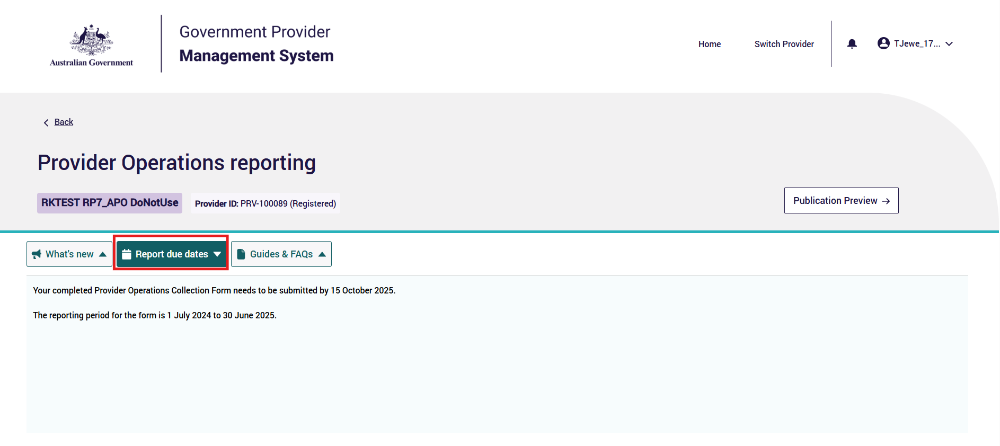 Australian Government
Government Provider
Management System
Home
Switch Provider
TJewe_17...
Back
Provider Operations reporting
RKTEST RP7_APO DoNotUse
Provider ID: PRV-100089 (Registered)
Publication Preview →
What's new
Report due dates
Guides & FAQs
Your completed Provider Operations Collection Form needs to be submitted by 15 October 2025.
The reporting period for the form is 1 July 2024 to 30 June 2025.